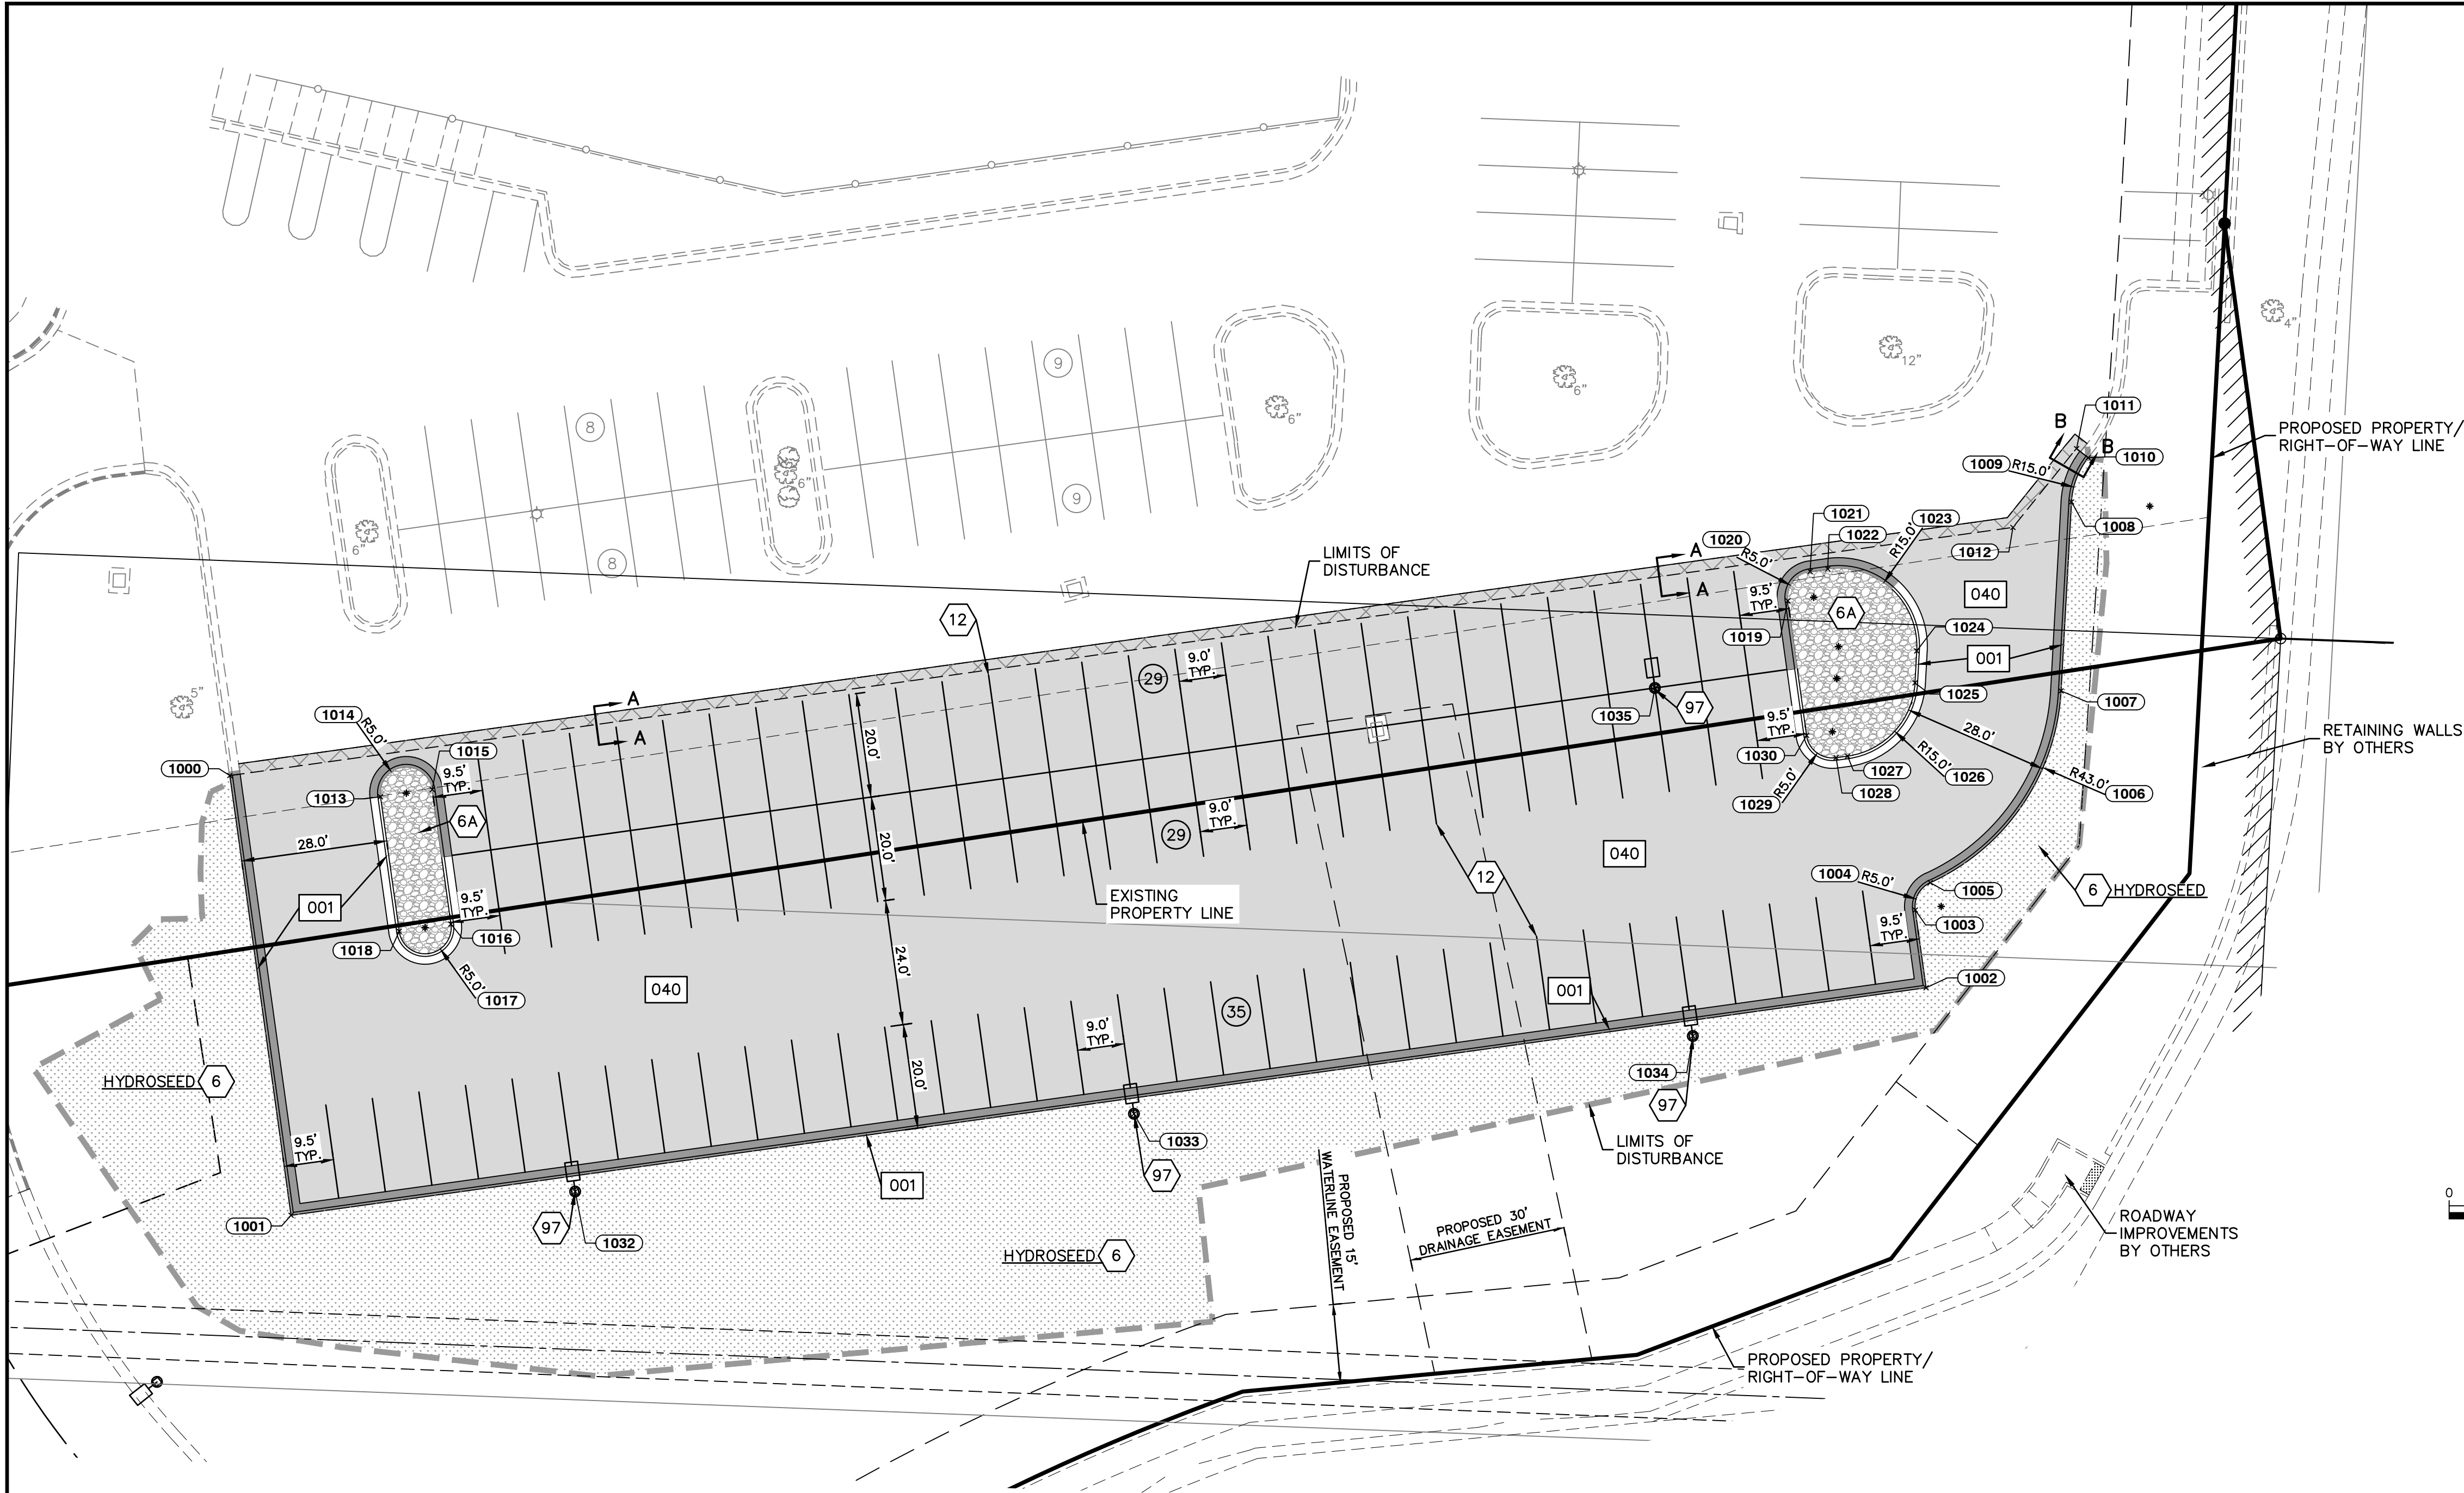 8
9
8
9
6"
6"
6"
6"
12"
4"
5"
1011
B
B
1010
1009
R15.0'
1008
PROPOSED PROPERTY/
RIGHT-OF-WAY LINE
LIMITS OF
DISTURBANCE
A
A
1020
R5.0'
1021
1022
1023
R15.0'
1012
040
9.5'
TYP.
6A
1019
1024
001
12
9.0'
TYP.
29
1035
97
1025
1007
28.0'
RETAINING WALLS
BY OTHERS
A
A
1014
R5.0'
1015
1000
9.5'
TYP.
1013
6A
20.0'
9.5'
TYP.
1030
R5.0'
1029
1027
1028
R15.0'
1026
R43.0'
1006
28.0'
001
9.0'
TYP.
29
20.0'
040
EXISTING
PROPERTY LINE
12
1004
R5.0'
1005
6
HYDROSEED
9.5'
TYP.
1003
9.5'
TYP.
1016
1018
R5.0'
1017
040
24.0'
35
001
1002
9.0'
TYP.
HYDROSEED
6
20.0'
1034
97
9.5'
TYP.
1033
97
LIMITS OF
DISTURBANCE
001
1001
97
1032
HYDROSEED
6
PROPOSED 15'
WATERLINE EASEMENT
PROPOSED 30'
DRAINAGE EASEMENT
ROADWAY
IMPROVEMENTS
BY OTHERS
0
PROPOSED PROPERTY/
RIGHT-OF-WAY LINE